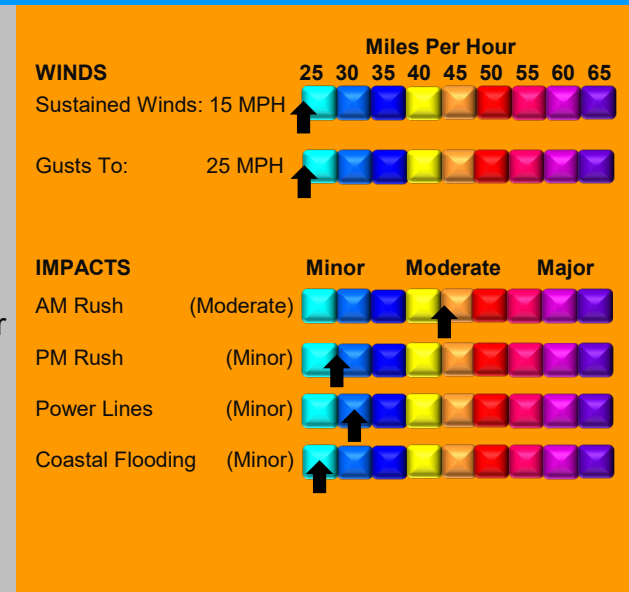 Miles Per Hour
WINDS 25 30 35 40 45 50 55 60 65
Sustained Winds: 15 MPH
Gusts To: 25 MPH
IMPACTS Minor Moderate Major
AM Rush (Moderate)
r
PM Rush (Minor)
Power Lines (Minor)
Coastal Flooding (Minor)